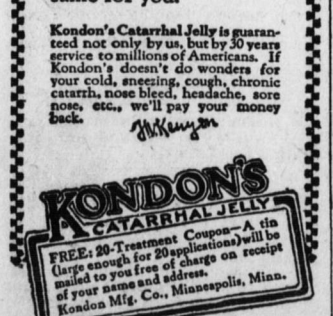 Kondon's Catarrhal Jelly is guaran-
teed not only by us, but by 30 years
service to millions of Americans. If
Kondon's doesn't do wonders for
your cold, sneezing, cough, chronic
catarrh, nose bleed, headache, sore
nose, etc., we'll pay your money
back.
KONDON'S
CATARRHAL JELLY
FREE: 20-Treatment Coupon—A tin
(large enough for 20 applications) will be
mailed to you free of charge on receipt
of your name and address.
Kondon Mfg. Co., Minneapolis, Minn.